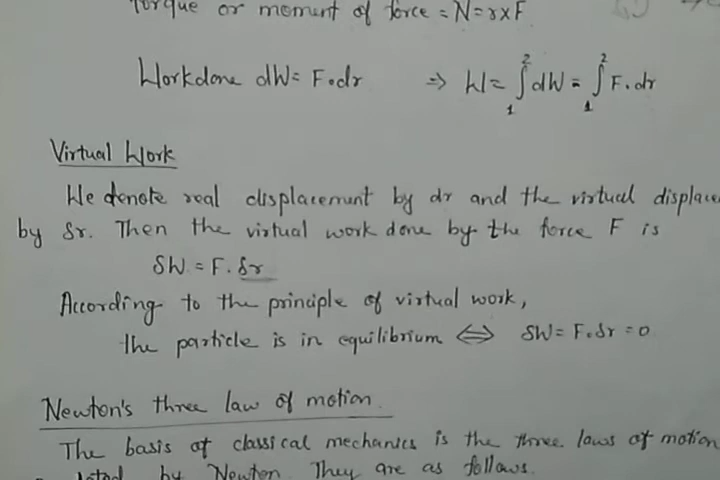 Torque or moment of force = N = r×F
Workdone dW = F.dr ⇒ W = ∫₁² dW = ∫₁² F.dr
Virtual Work
We denote real displacement by dr and the virtual displace
by δr. Then the virtual work done by the force F is
δW = F.δr
According to the principle of virtual work,
the particle is in equilibrium ⇔ δW = F.δr = 0
Newton's three law of motion.
The basis of classical mechanics is the three laws of motion
by Newton. They are as follows.